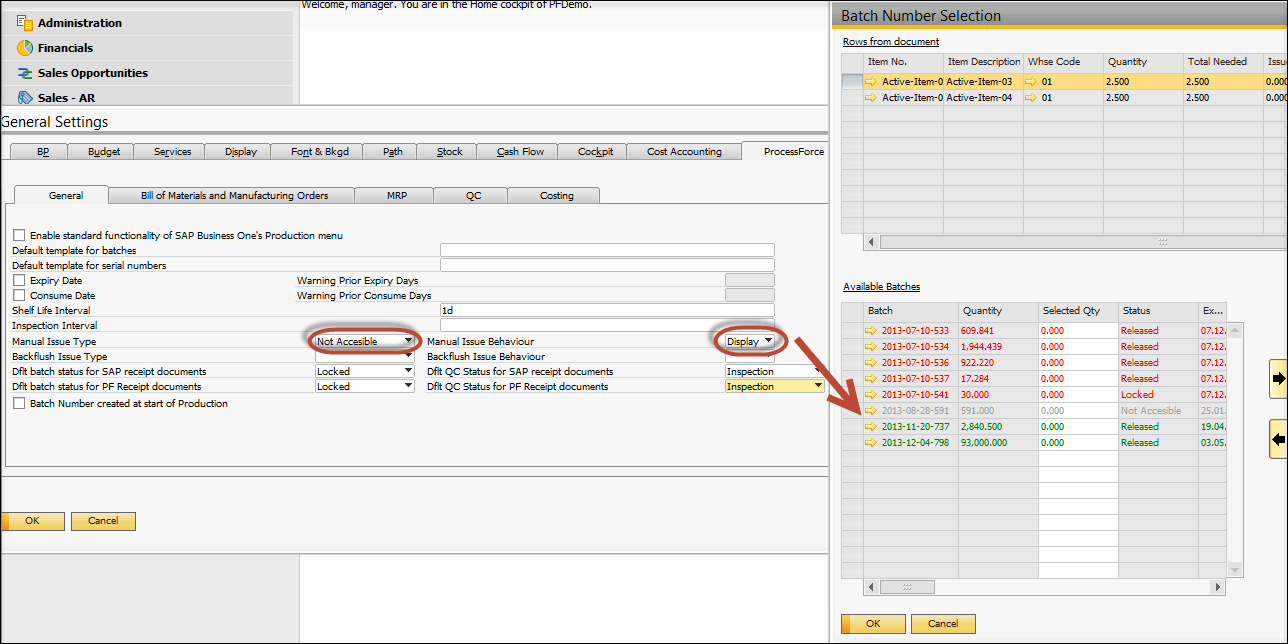 Welcome, manager. You are in the Home cockpit of PFDemo.
Administration
Financials
Sales Opportunities
Sales - AR
General Settings
BP Budget Services Display Font & Bkgd Path Stock Cash Flow Cockpit Cost Accounting ProcessForce
General Bill of Materials and Manufacturing Orders MRP QC Costing
Enable standard functionality of SAP Business One's Production menu
Default template for batches
Default template for serial numbers
Expiry Date Warning Prior Expiry Days
Consume Date Warning Prior Consume Days
Shelf Life Interval 1d
Inspection Interval
Manual Issue Type Not Accesible Manual Issue Behaviour Display
Backflush Issue Type Backflush Issue Behaviour
Dflt batch status for SAP receipt documents Locked Dflt QC Status for SAP receipt documents Inspection
Dflt batch status for PF Receipt documents Locked Dflt QC Status for PF Receipt documents Inspection
Batch Number created at start of Production
OK Cancel
Batch Number Selection
Rows from document
Item No. Item Description Whse Code Quantity Total Needed Issu
Active-Item-0 Active-Item-03 01 2.500 2.500 0.000
Active-Item-0 Active-Item-04 01 2.500 2.500 0.000
Available Batches
Batch Quantity Selected Qty Status Ex...
2013-07-10-533 609.841 0.000 Released 07.12.
2013-07-10-534 1,944.439 0.000 Released 07.12.
2013-07-10-536 922.220 0.000 Released 07.12.
2013-07-10-537 17.284 0.000 Released 07.12.
2013-07-10-541 30.000 0.000 Locked 07.12.
2013-08-28-591 591.000 0.000 Not Accesible 25.01.
2013-11-20-737 2,840.500 0.000 Released 19.04.
2013-12-04-798 93,000.000 0.000 Released 03.05.
OK Cancel